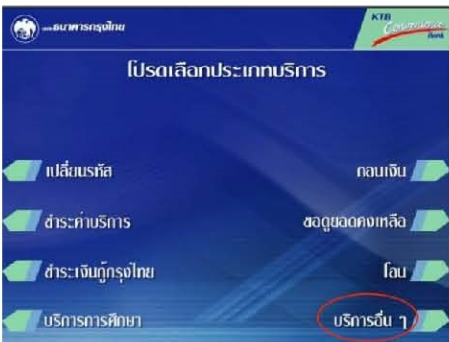 ธนาคารกรุงไทย
KTB
Convenience
Bank
โปรดเลือกประเภทบริการ
เปลี่ยนรหัส
ถอนเงิน
ชำระค่าบริการ
ขอดูยอดคงเหลือ
ชำระเงินกู้กรุงไทย
โอน
บริการการศึกษา
บริการอื่น ๆ